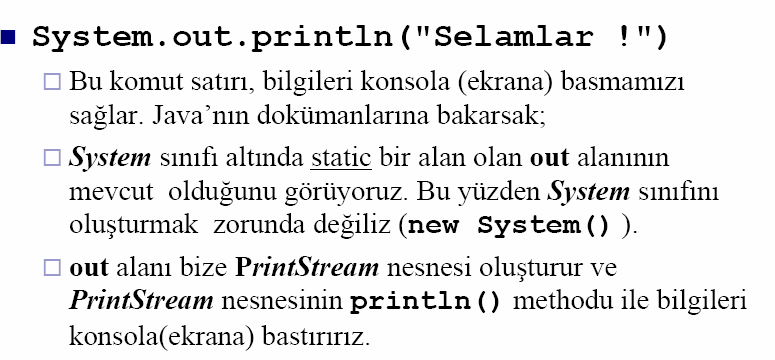 System.out.println("Selamlar !")
Bu komut satırı, bilgileri konsola (ekrana) basmamızı
sağlar. Java’nın dokümanlarına bakarsak;
System sınıfı altında static bir alan olan out alanının
mevcut olduğunu görüyoruz. Bu yüzden System sınıfını
oluşturmak zorunda değiliz (new System() ).
out alanı bize PrintStream nesnesi oluşturur ve
PrintStream nesnesinin println() methodu ile bilgileri
konsola(ekrana) bastırırız.